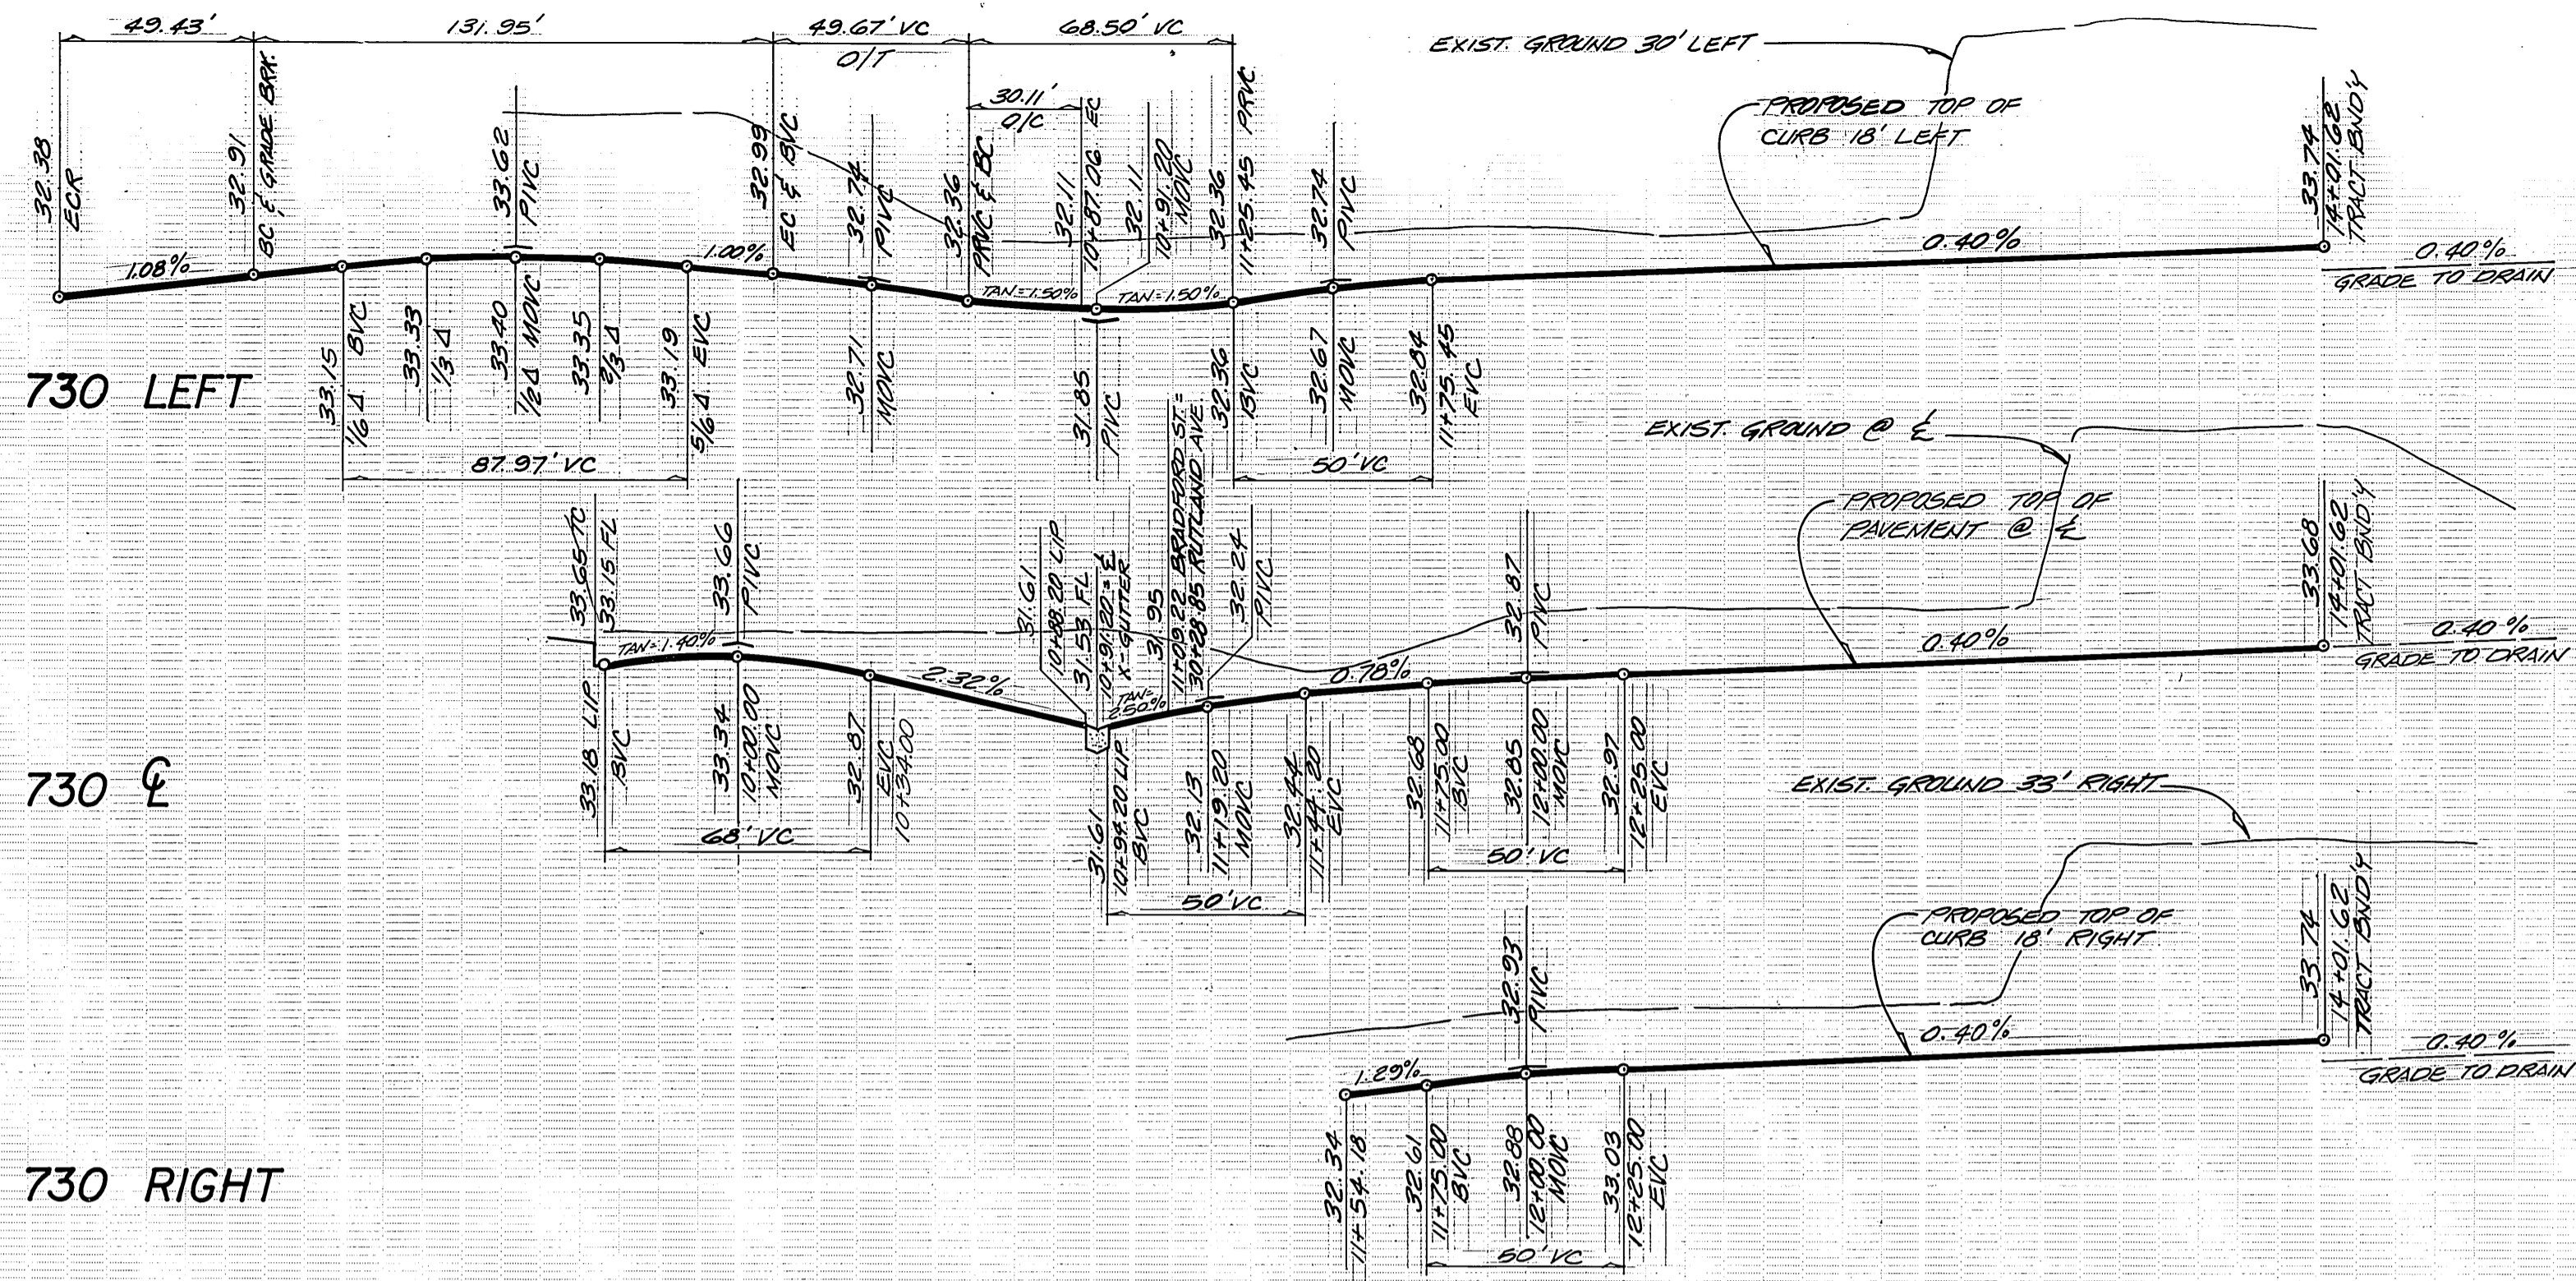 49.43'
131.95'
49.67' VC
O/T
68.50' VC
30.11'
O/C
EXIST. GROUND 30' LEFT
PROPOSED TOP OF
CURB 18' LEFT
32.38
ECR
32.91
BC, & GRADE BRK.
33.62
PIVC
32.99
EC & BVC
32.74
PIVC
32.36
PRVC & BC
32.11
10+87.06 EC
32.11
10+91.20
MOVC
32.36
11+25.45 PRVC
32.74
PIVC
33.74
14+01.62
TRACT BND'Y
1.08%
1.00%
TAN=1.50%
TAN=1.50%
0.40%
0.40%
GRADE TO DRAIN
730 LEFT
33.15
1/6 Δ BVC
33.33
1/3 Δ
33.40
1/2 Δ MOVC
33.35
2/3 Δ
33.19
5/6 Δ EVC
87.97' VC
32.71
MOVC
31.85
PIVC
32.36
BVC
32.67
MOVC
32.84
11+75.45
EVC
50' VC
EXIST. GROUND @ ℄
PROPOSED TOP OF
PAVEMENT @ ℄
33.65 TC
33.15 FL
33.66
PIVC
31.61
10+88.20 LIP
31.53 FL
10+91.20= ℄
X-GUTTER
31.95
11+09.22 BRADFORD ST.=
30+28.85 RUTLAND AVE.
32.24
PIVC
32.87
PIVC
33.68
14+01.62
TRACT BND'Y
TAN=1.40%
2.32%
TAN=
2.50%
0.78%
0.40%
0.40%
GRADE TO DRAIN
730 ℄
33.18 LIP
BVC
33.34
10+00.00
MOVC
32.87
EVC
10+34.00
68' VC
31.61
10+94.20 LIP
BVC
32.13
11+19.20
MOVC
32.44
11+44.20
EVC
50' VC
32.68
11+75.00
BVC
32.85
12+00.00
MOVC
32.97
12+25.00
EVC
50' VC
EXIST. GROUND 33' RIGHT
PROPOSED TOP OF
CURB 18' RIGHT
32.93
PIVC
33.74
14+01.62
TRACT BND'Y
1.29%
0.40%
0.40%
GRADE TO DRAIN
730 RIGHT
32.34
11+54.18
32.61
11+75.00
BVC
32.88
12+00.00
MOVC
33.03
12+25.00
EVC
50' VC